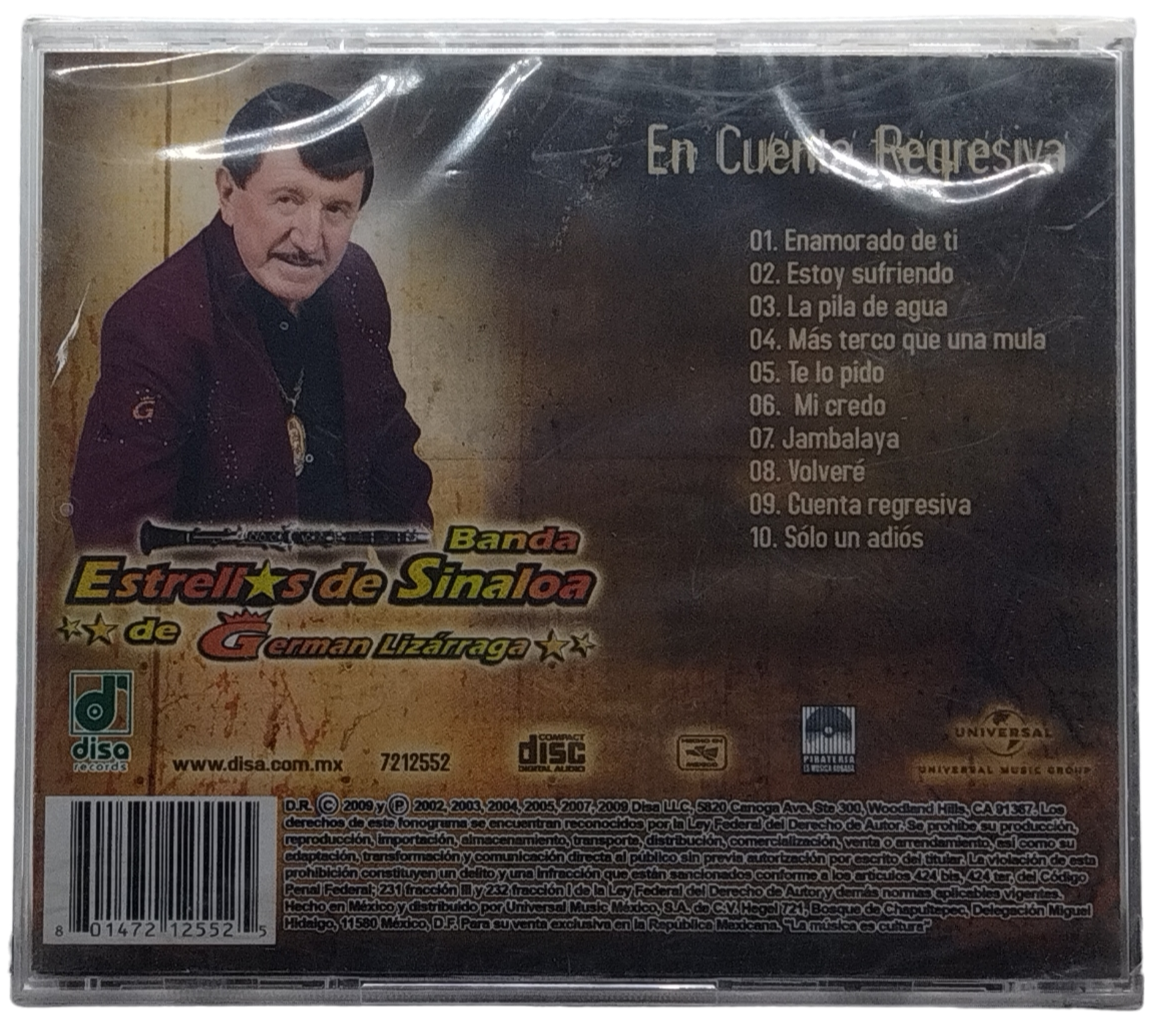 En Cuenta Regresiva
01. Enamorado de ti
02. Estoy sufriendo
03. La pila de agua
04. Más terco que una mula
05. Te lo pido
06. Mi credo
07. Jambalaya
08. Volveré
09. Cuenta regresiva
10. Sólo un adiós
G
Banda
Estrell★s de Sinaloa
de German Lizárraga
disa
records
www.disa.com.mx 7212552
COMPACT
disc
DIGITAL AUDIO
HECHO EN
MEXICO
PIRATERIA
ES MUSICA ROBADA
UNIVERSAL
UNIVERSAL MUSIC GROUP
D.R. © 2009 y ℗ 2002, 2003, 2004, 2005, 2007, 2009 Disa LLC, 5820 Canoga Ave. Ste 300, Woodland Hills, CA 91367. Los
derechos de este fonograma se encuentran reconocidos por la Ley Federal del Derecho de Autor. Se prohibe su producción,
reproducción, importación, almacenamiento, transporte, distribución, comercialización, venta o arrendamiento, así como su
adaptación, transformación y comunicación directa al público sin previa autorización por escrito del titular. La violación de esta
prohibición constituyen un delito y una infracción que están sancionados conforme a los artículos 424 bis, 424 ter, del Código
Penal Federal; 231 fracción III y 232 fracción I de la Ley Federal del Derecho de Autor y demás normas aplicables vigentes.
Hecho en México y distribuido por Universal Music México, S.A. de C.V. Hegel 721, Bosque de Chapultepec, Delegación Miguel
Hidalgo, 11580 México, D.F. Para su venta exclusiva en la República Mexicana. "La música es cultura"
8 01472 12552 5